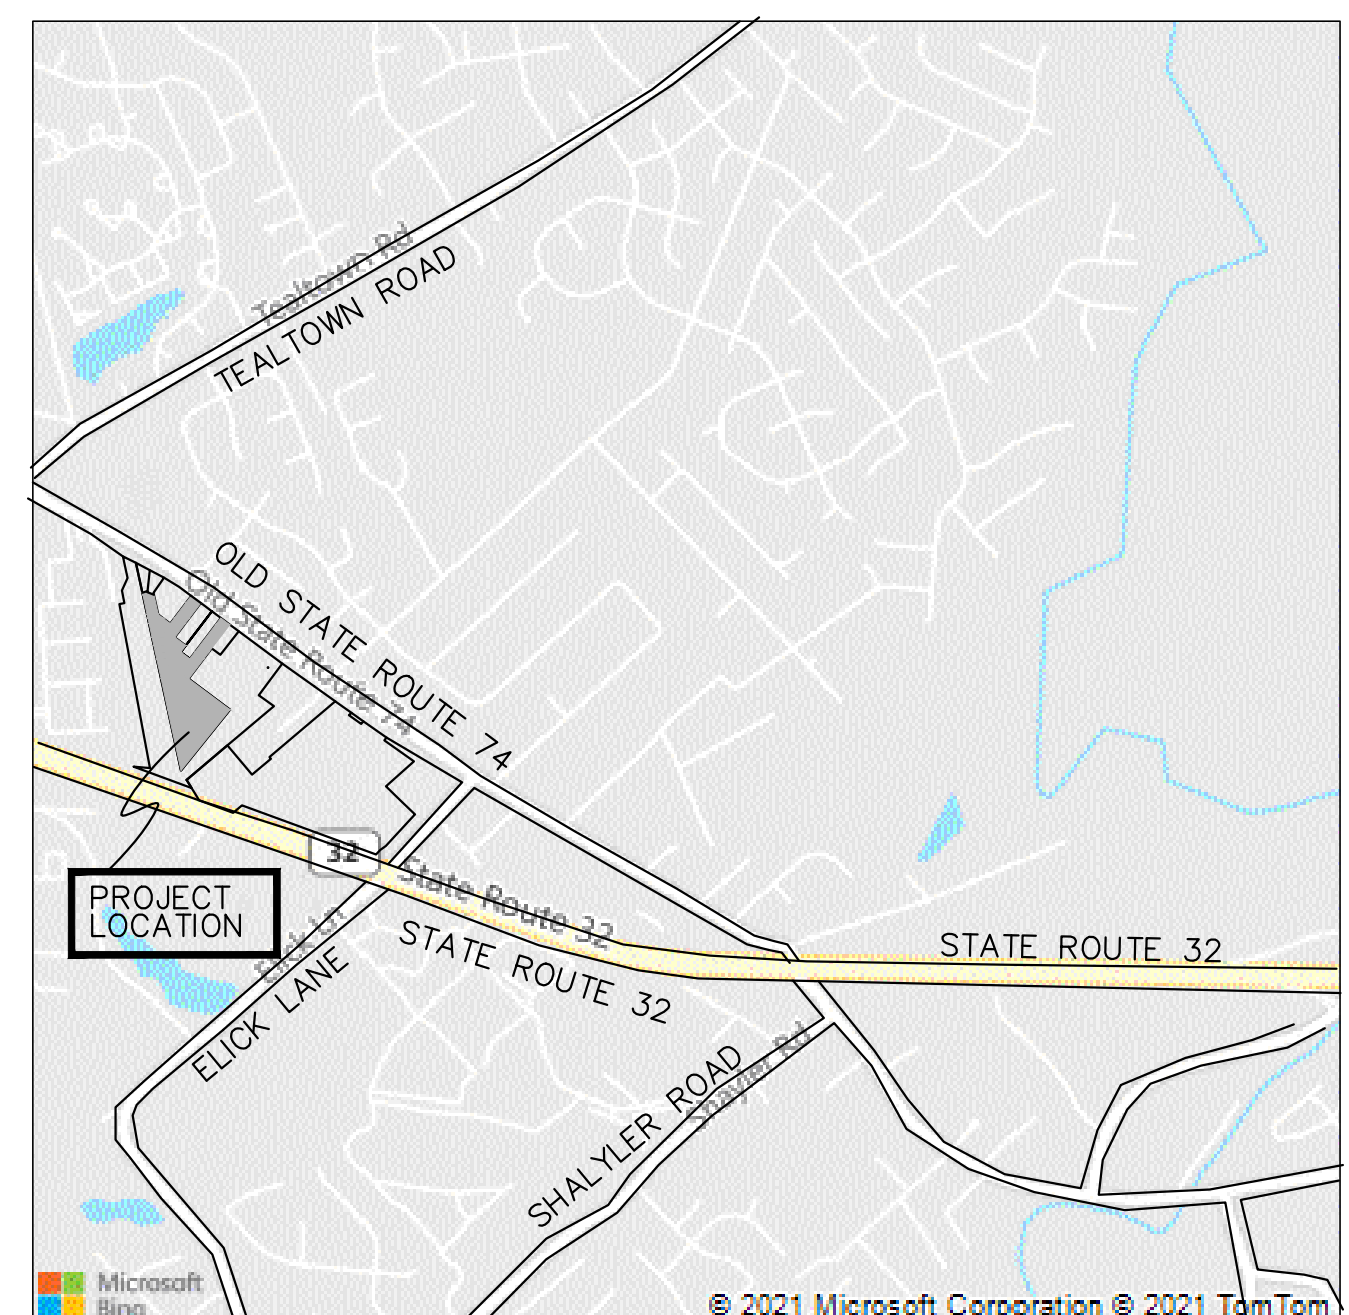 Tealtown Rd
TEALTOWN ROAD
OLD STATE ROUTE 74
Old State Route 74
32
State Route 32
STATE ROUTE 32
STATE ROUTE 32
PROJECT
LOCATION
Elick Ln
ELICK LANE
Shayler Rd
SHALYLER ROAD
Microsoft
Bing
© 2021 Microsoft Corporation © 2021 TomTom